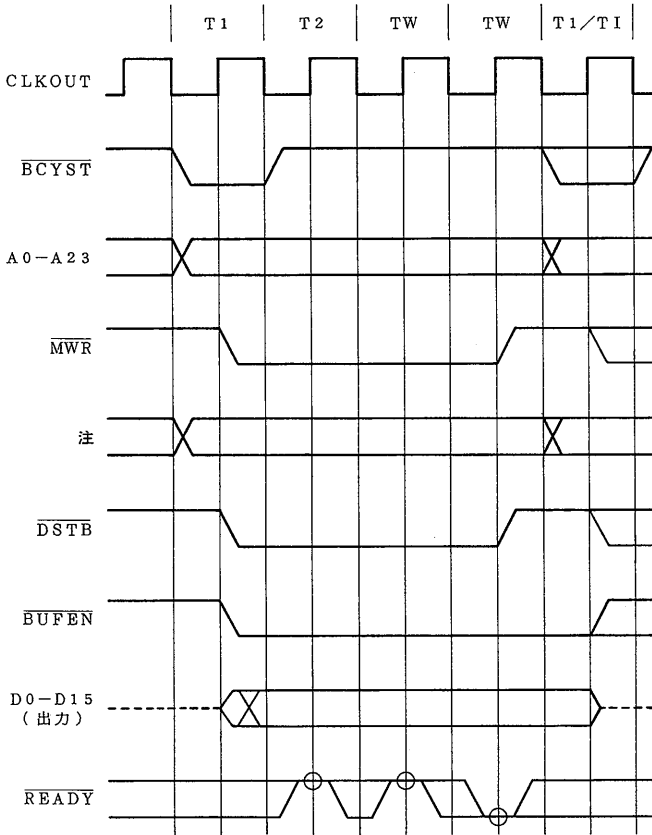 T1 T2 TW TW T1／TI
CLKOUT
BCYST
A0－A23
MWR
注
DSTB
BUFEN
D0－D15
（出力）
READY